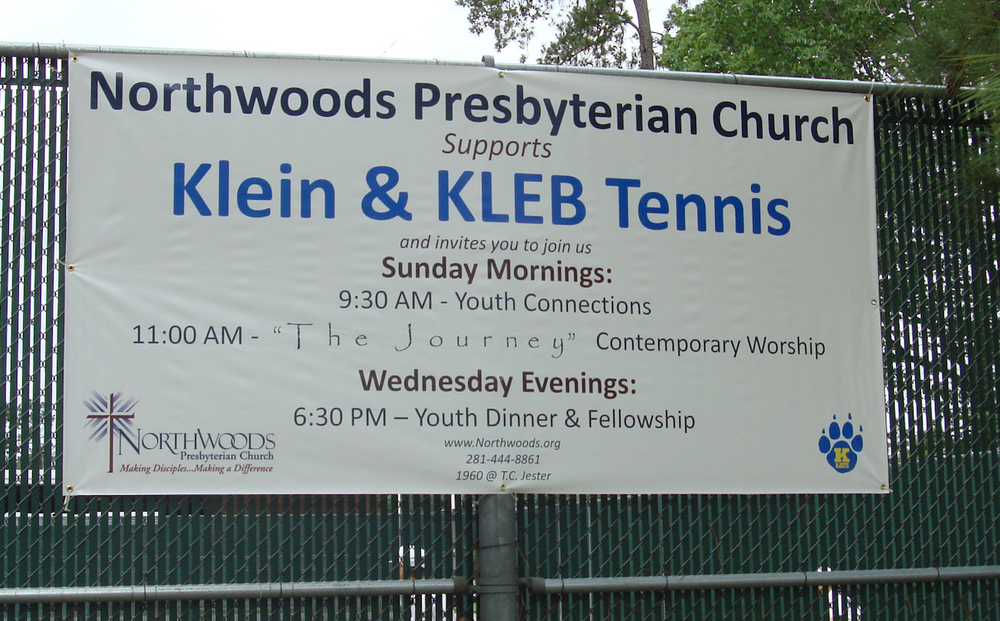 Northwoods Presbyterian Church
Supports
Klein & KLEB Tennis
and invites you to join us
Sunday Mornings:
9:30 AM - Youth Connections
11:00 AM - "The Journey" Contemporary Worship
Wednesday Evenings:
6:30 PM – Youth Dinner & Fellowship
www.Northwoods.org
281-444-8861
1960 @ T.C. Jester
NORTHWOODS
Presbyterian Church
Making Disciples...Making a Difference
K
KLEIN